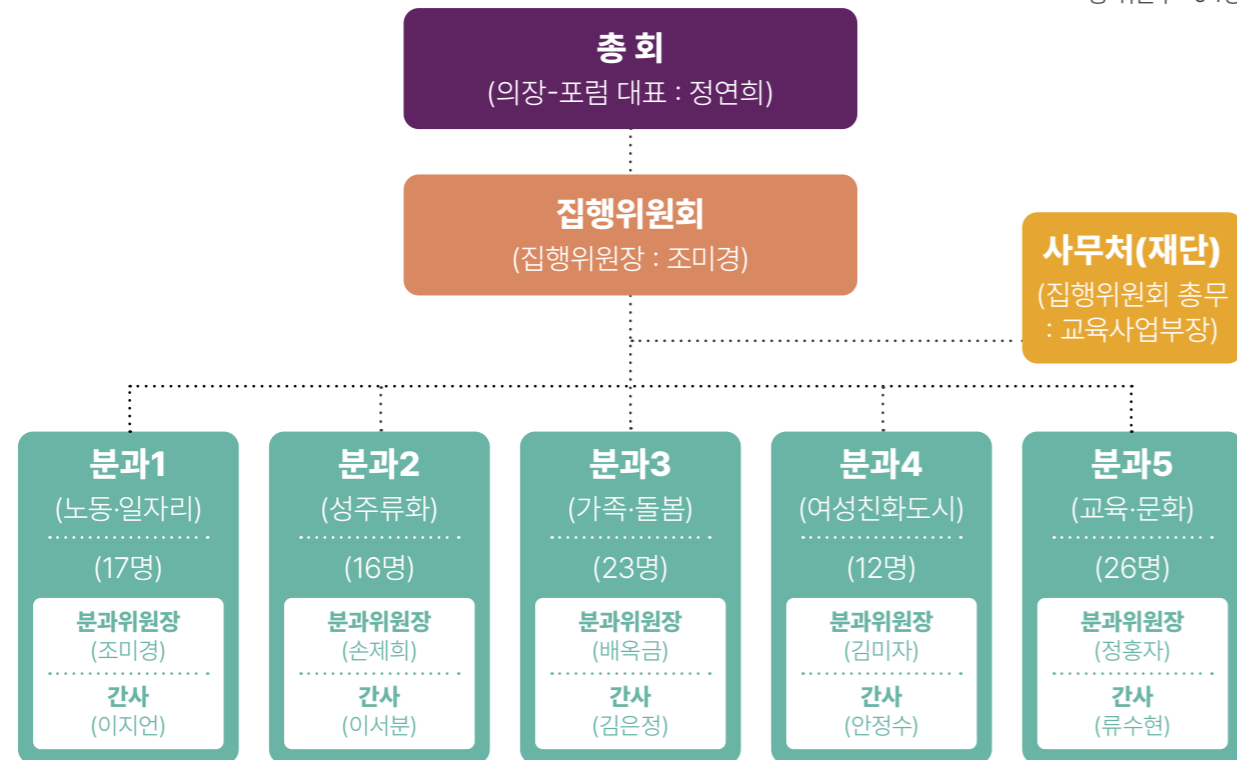 총 회
(의장-포럼 대표 : 정연희)
집행위원회
(집행위원장 : 조미경)
사무처(재단)
(집행위원회 총무
: 교육사업부장)
분과1
(노동·일자리)
(17명)
분과위원장
(조미경)
간사
(이지언)
분과2
(성주류화)
(16명)
분과위원장
(손제희)
간사
(이서분)
분과3
(가족·돌봄)
(23명)
분과위원장
(배옥금)
간사
(김은정)
분과4
(여성친화도시)
(12명)
분과위원장
(김미자)
간사
(안정수)
분과5
(교육·문화)
(26명)
분과위원장
(정홍자)
간사
(류수현)